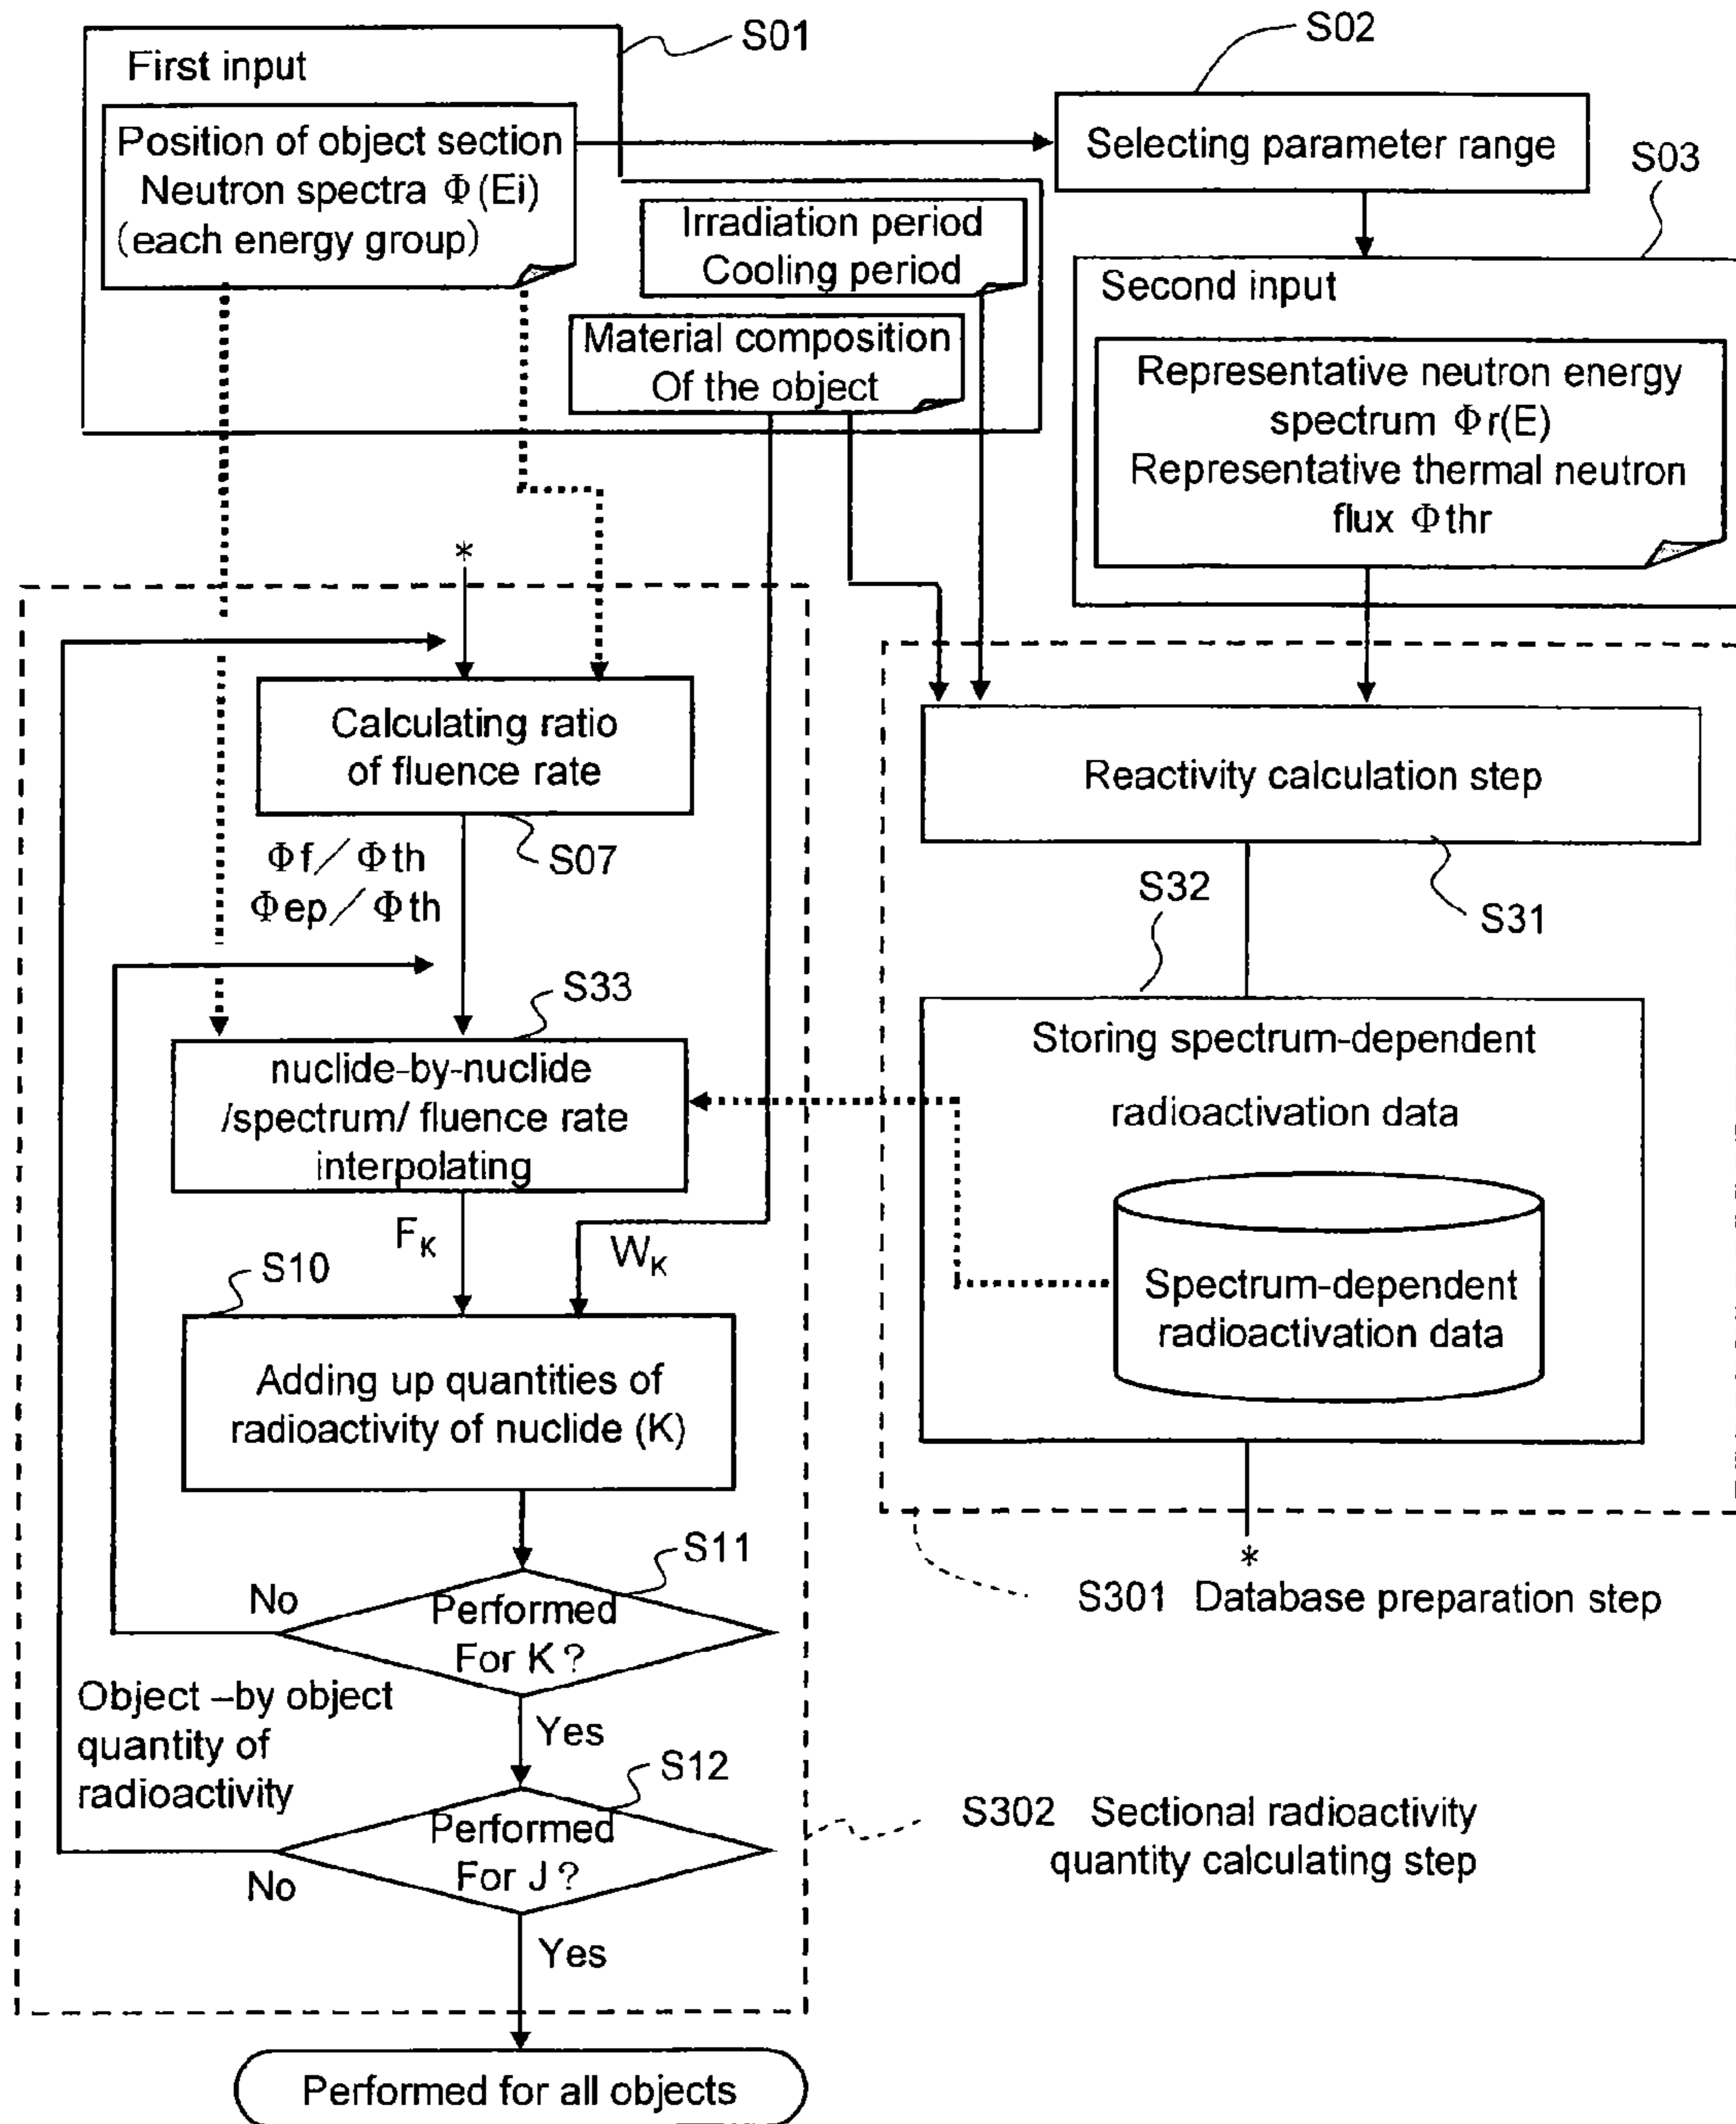 S01
First input
Position of object section
Neutron spectra Φ(Ei)
(each energy group)
Irradiation period
Cooling period
Material composition
Of the object
S02
Selecting parameter range
S03
Second input
Representative neutron energy
spectrum Φr(E)
Representative thermal neutron
flux Φthr
*
Calculating ratio
of fluence rate
S07
Φf/Φth
Φep/Φth
S33
nuclide-by-nuclide
/spectrum/ fluence rate
interpolating
FK
WK
S10
Adding up quantities of
radioactivity of nuclide (K)
S11
No
Performed
For K?
Yes
Object –by object
quantity of
radioactivity
S12
Performed
For J?
No
Yes
Performed for all objects
Reactivity calculation step
S31
S32
Storing spectrum-dependent
radioactivation data
Spectrum-dependent
radioactivation data
*
S301 Database preparation step
S302 Sectional radioactivity
quantity calculating step